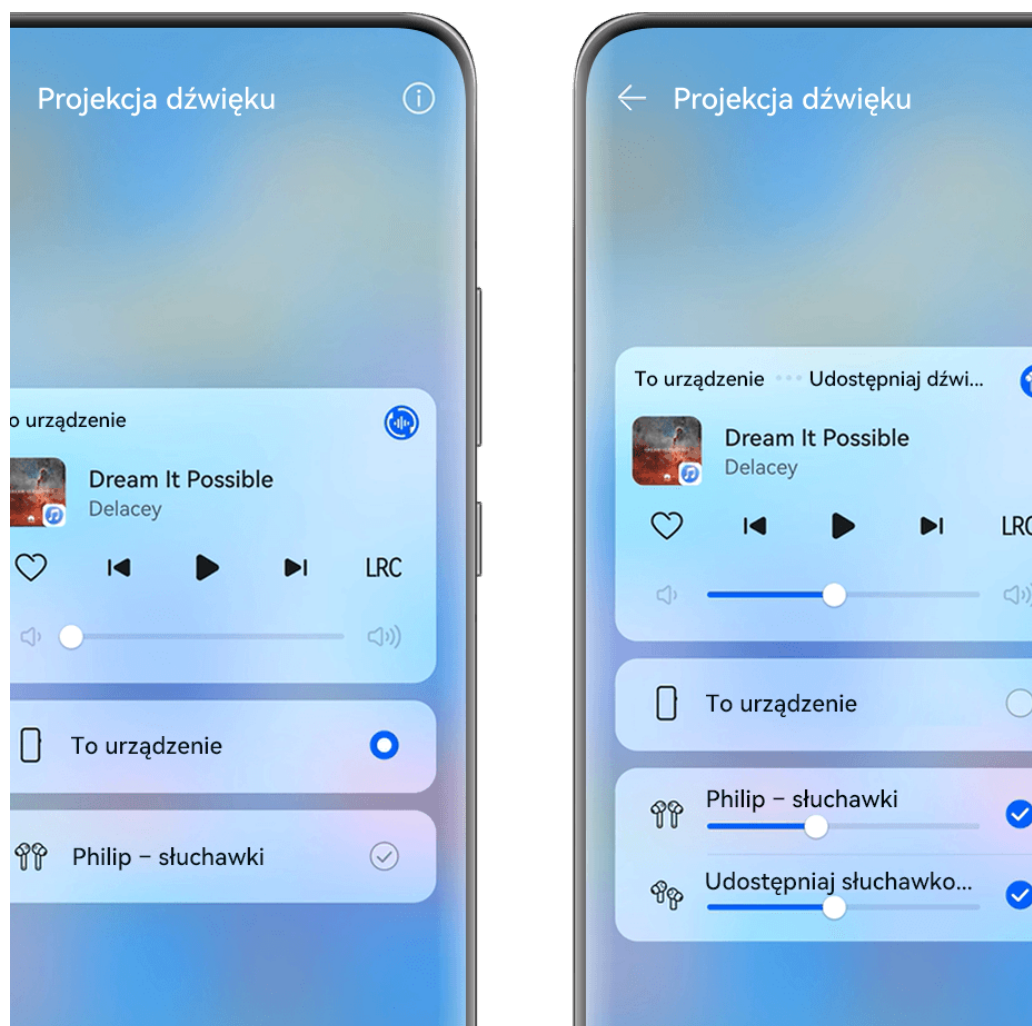 Projekcja dźwięku
o urządzenie
Dream It Possible
Delacey
LRC
To urządzenie
Philip – słuchawki
Projekcja dźwięku
To urządzenie Udostępniaj dźwi...
Dream It Possible
Delacey
LRC
To urządzenie
Philip – słuchawki
Udostępniaj słuchawko...